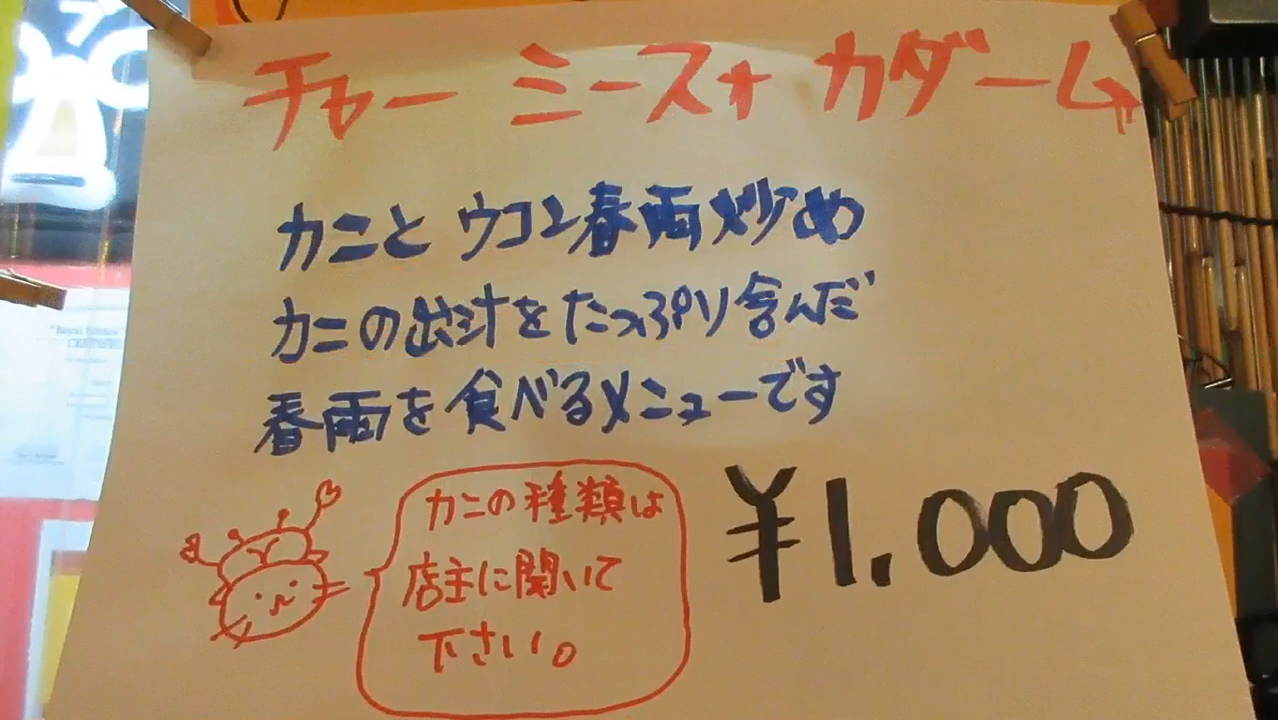 チャー ミースォ カダーム
カニと ウコン春雨炒め
カニの出汁をたっぷり含んだ
春雨を食べるメニューです
カニの種類は
店主に聞いて
下さい。
¥1,000